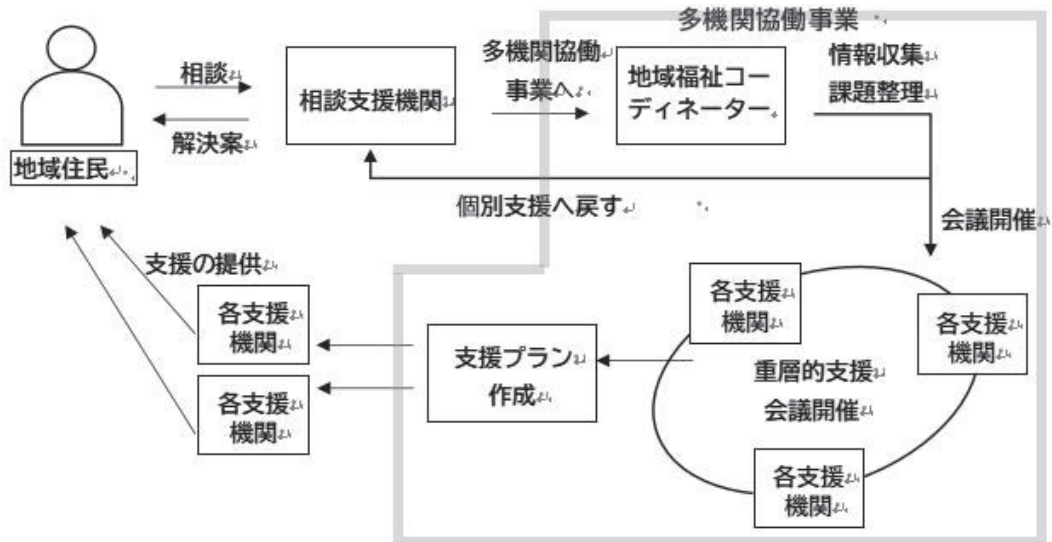 多機関協働事業
相談
解決案
地域住民
相談支援機関
多機関協働
事業へ
地域福祉コー
ディネーター
情報収集
課題整理
個別支援へ戻す
会議開催
各支援
機関
各支援
機関
各支援
機関
重層的支援
会議開催
支援プラン
作成
各支援
機関
各支援
機関
支援の提供